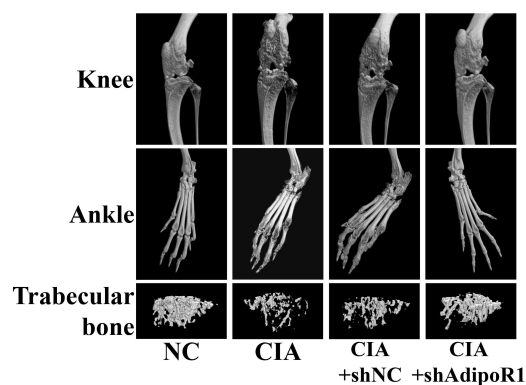 Knee
Ankle
Trabecular
bone
NC
CIA
CIA
+shNC
CIA
+shAdipoR1